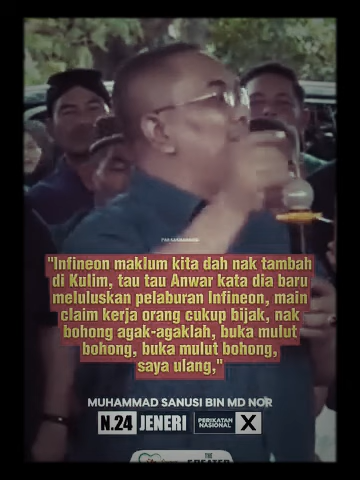 "Infineon maklum kita dah nak tambah
di Kulim, tau tau Anwar kata dia baru
meluluskan pelaburan Infineon, main
claim kerja orang cukup bijak, nak
bohong agak-agaklah, buka mulut
bohong, buka mulut bohong,
saya ulang,"
MUHAMMAD SANUSI BIN MD NOR
N.24 JENERI PERIKATAN NASIONAL X
THE
GREATER